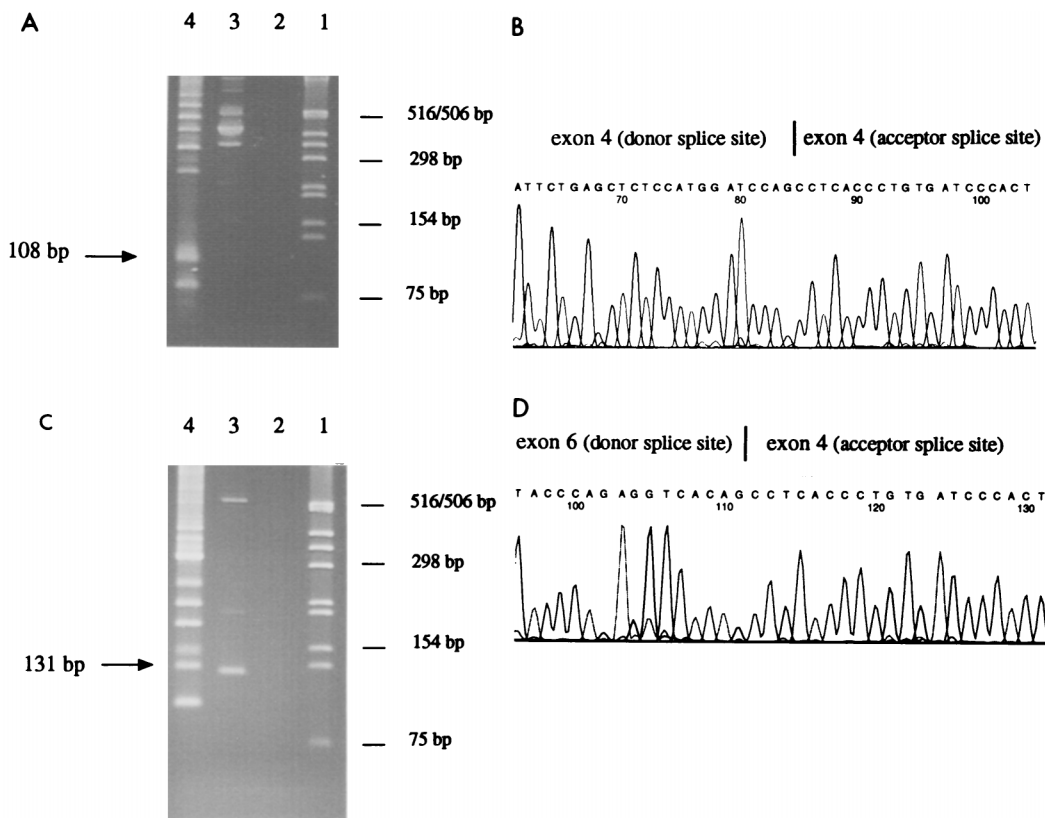 A
4 3 2 1
516/506 bp
298 bp
154 bp
108 bp
75 bp
B
exon 4 (donor splice site) | exon 4 (acceptor splice site)
ATTCTGAGCTCTCCATGGATCCAGCCTCACCCTGTGATCCCACT
70 80 90 100
C
4 3 2 1
516/506 bp
298 bp
154 bp
131 bp
75 bp
D
exon 6 (donor splice site) | exon 4 (acceptor splice site)
TACCCAGAGGTCACAGCCTCACCCTGTGATCCCACT
100 110 120 130